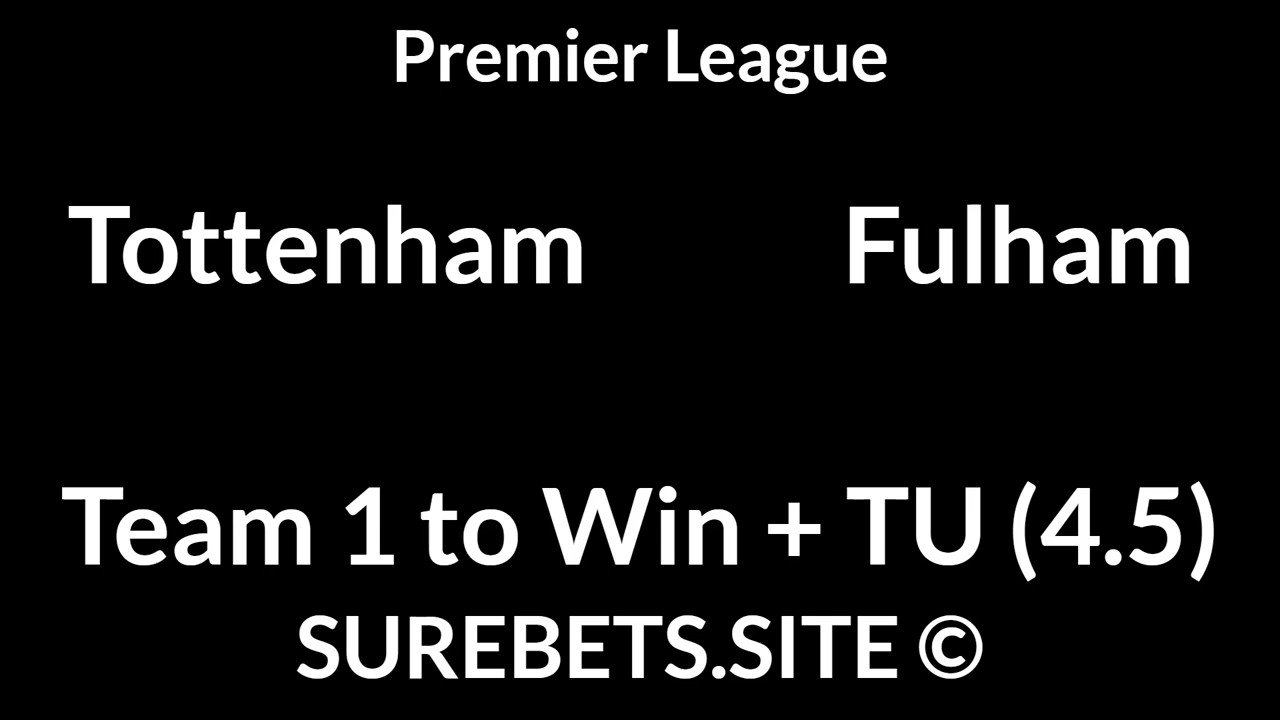 Premier League
Tottenham Fulham
Team 1 to Win + TU (4.5)
SUREBETS.SITE ©